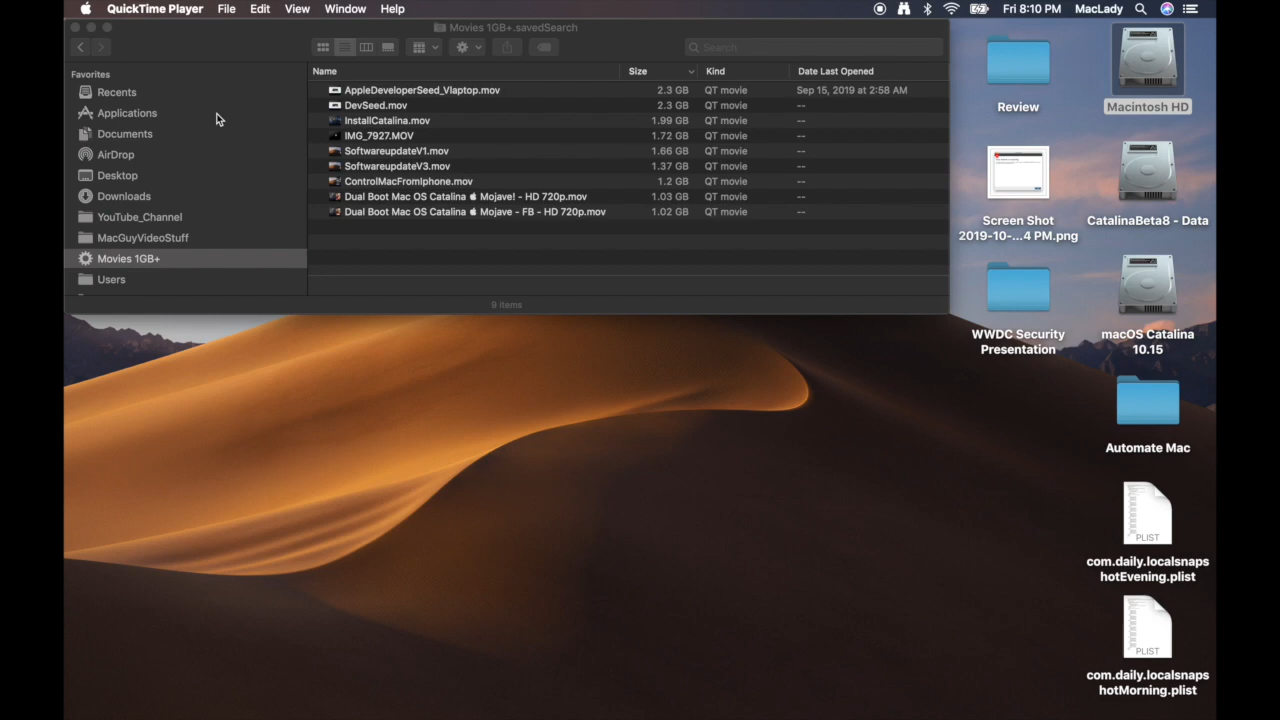 QuickTime Player File Edit View Window Help Fri 8:10 PM MacLady
Movies 1GB+.savedSearch
Search
Favorites
Recents
Applications
Documents
AirDrop
Desktop
Downloads
YouTube_Channel
MacGuyVideoStuff
Movies 1GB+
Users
Name Size Kind Date Last Opened
AppleDeveloperSeed_Vlaptop.mov 2.3 GB QT movie Sep 15, 2019 at 2:58 AM
DevSeed.mov 2.3 GB QT movie --
InstallCatalina.mov 1.99 GB QT movie --
IMG_7927.MOV 1.72 GB QT movie --
SoftwareupdateV1.mov 1.66 GB QT movie --
SoftwareupdateV3.mov 1.37 GB QT movie --
ControlMacFromIphone.mov 1.2 GB QT movie --
Dual Boot Mac OS Catalina Mojave! - HD 720p.mov 1.03 GB QT movie --
Dual Boot Mac OS Catalina Mojave - FB - HD 720p.mov 1.02 GB QT movie --
9 items
Review
Macintosh HD
Screen Shot
2019-10-...4 PM.png
CatalinaBeta8 - Data
WWDC Security
Presentation
macOS Catalina
10.15
Automate Mac
PLIST
com.daily.localsnaps
hotEvening.plist
PLIST
com.daily.localsnaps
hotMorning.plist